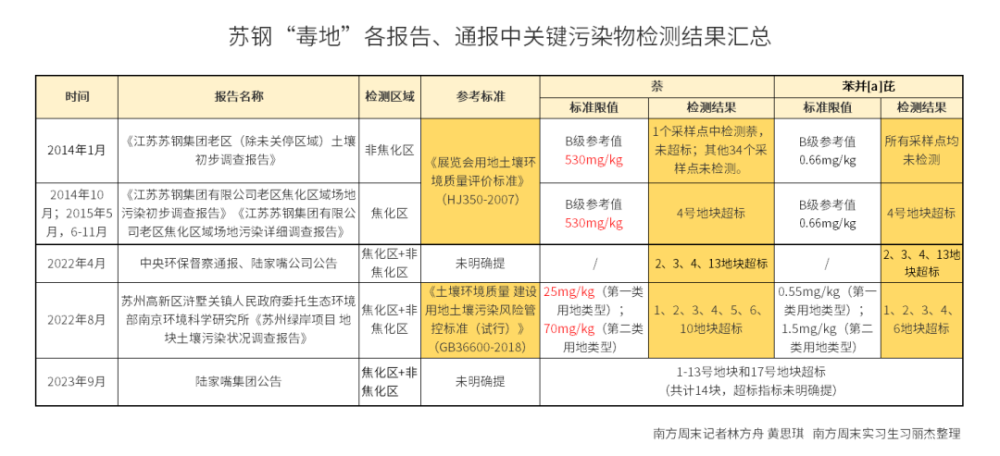 苏钢“毒地”各报告、通报中关键污染物检测结果汇总
时间
报告名称
检测区域
参考标准
萘
苯并[a]芘
标准限值
检测结果
标准限值
检测结果
2014年1月
《江苏苏钢集团老区（除未关停区域）土壤
初步调查报告》
非焦化区
《展览会用地土壤环
境质量评价标准》
（HJ350-2007）
B级参考值
530mg/kg
1个采样点中检测萘，
未超标；其他34个采
样点未检测。
B级参考值
0.66mg/kg
所有采样点均
未检测
2014年10
月；2015年5
月，6-11月
《江苏苏钢集团有限公司老区焦化区域场地
污染初步调查报告》《江苏苏钢集团有限公
司老区焦化区域场地污染详细调查报告》
焦化区
B级参考值
530mg/kg
4号地块超标
B级参考值
0.66mg/kg
4号地块超标
2022年4月
中央环保督察通报、陆家嘴公司公告
焦化区+非
焦化区
未明确提
/
2、3、4、13地块超标
/
2、3、4、13地
块超标
2022年8月
苏州高新区浒墅关镇人民政府委托生态环境
部南京环境科学研究所《苏州绿岸项目 地
块土壤污染状况调查报告》
焦化区+非
焦化区
《土壤环境质量 建设
用地土壤污染风险管
控标准（试行）》
（GB36600-2018）
25mg/kg（第一类
用地类型）；
70mg/kg（第二类
用地类型）
1、2、3、4、5、6、
10地块超标
0.55mg/kg（第一
类用地类型）；
1.5mg/kg（第二
类用地类型）
1、2、3、4、
6地块超标
2023年9月
陆家嘴集团公告
焦化区+非
焦化区
未明确提
1-13号地块和17号地块超标
（共计14块，超标指标未明确提）
南方周末记者林方舟 黄思琪 南方周末实习生习丽杰整理